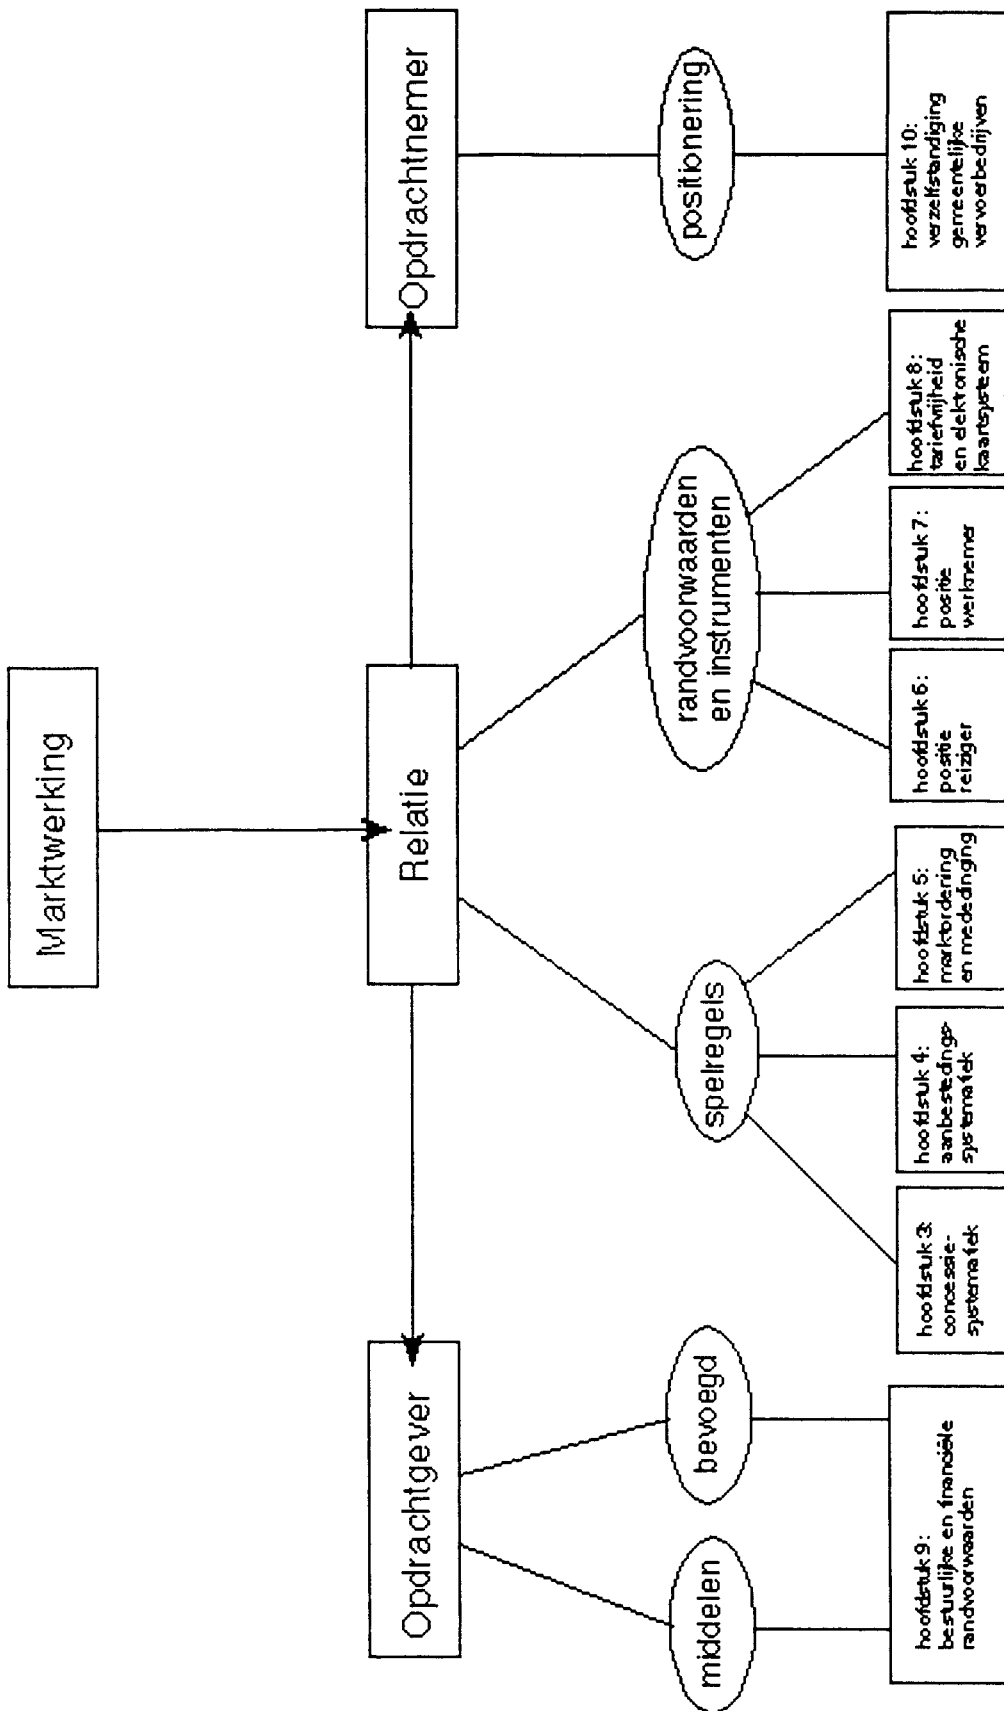 Marktwerking
Opdrachtgever
Relatie
Opdrachtnemer
middelen
bevoegd
spelregels
randvoorwaarden
en instrumenten
positionering
hoofdstuk 9:
bestuurlijke en financiële
randvoorwaarden
hoofdstuk 3:
concessie-
systematiek
hoofdstuk 4:
aanbestedings-
systematiek
hoofdstuk 5:
marktordening
en mededinging
hoofdstuk 6:
positie
reiziger
hoofdstuk 7:
positie
werknemer
hoofdstuk 8:
tariefvrijheid
en elektronische
kaartsysteem
hoofdstuk 10:
verzelfstandiging
gemeentelijke
vervoerbedrijven